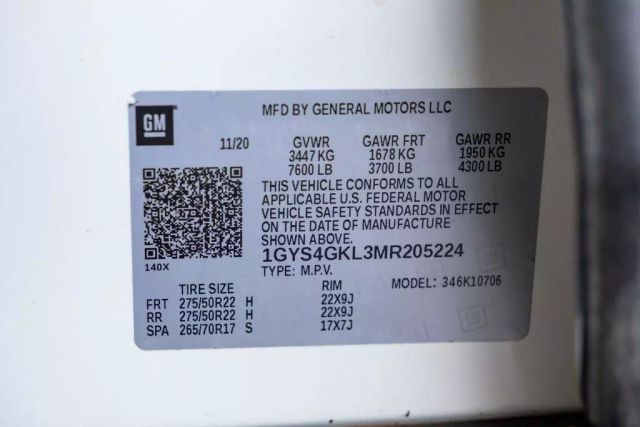 MFD BY GENERAL MOTORS LLC
GM
11/20 GVWR GAWR FRT GAWR RR
3447 KG 1678 KG 1950 KG
7600 LB 3700 LB 4300 LB
THIS VEHICLE CONFORMS TO ALL
APPLICABLE U.S. FEDERAL MOTOR
VEHICLE SAFETY STANDARDS IN EFFECT
ON THE DATE OF MANUFACTURE
SHOWN ABOVE.
1GYS4GKL3MR205224
140X
TYPE: M.P.V.
MODEL: 346K10706
TIRE SIZE RIM
FRT 275/50R22 H 22X9J
RR 275/50R22 H 22X9J
SPA 265/70R17 S 17X7J